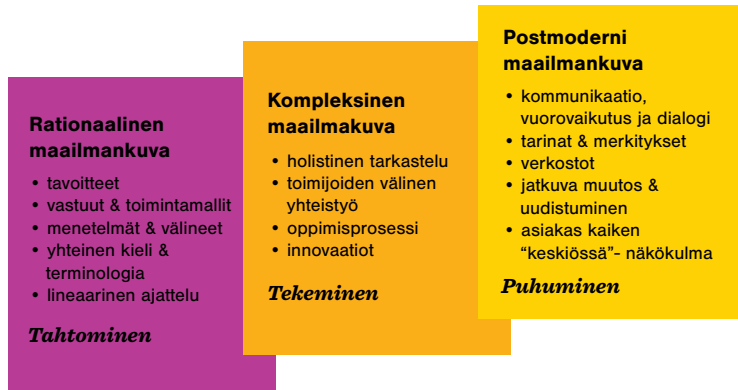 Rationaalinen
maailmankuva
• tavoitteet
• vastuut & toimintamallit
• menetelmät & välineet
• yhteinen kieli &
terminologia
• lineaarinen ajattelu
Tahtominen
Kompleksinen
maailmakuva
• holistinen tarkastelu
• toimijoiden välinen
yhteistyö
• oppimisprosessi
• innovaatiot
Tekeminen
Postmoderni
maailmankuva
• kommunikaatio,
vuorovaikutus ja dialogi
• tarinat & merkitykset
• verkostot
• jatkuva muutos &
uudistuminen
• asiakas kaiken
“keskiössä”- näkökulma
Puhuminen